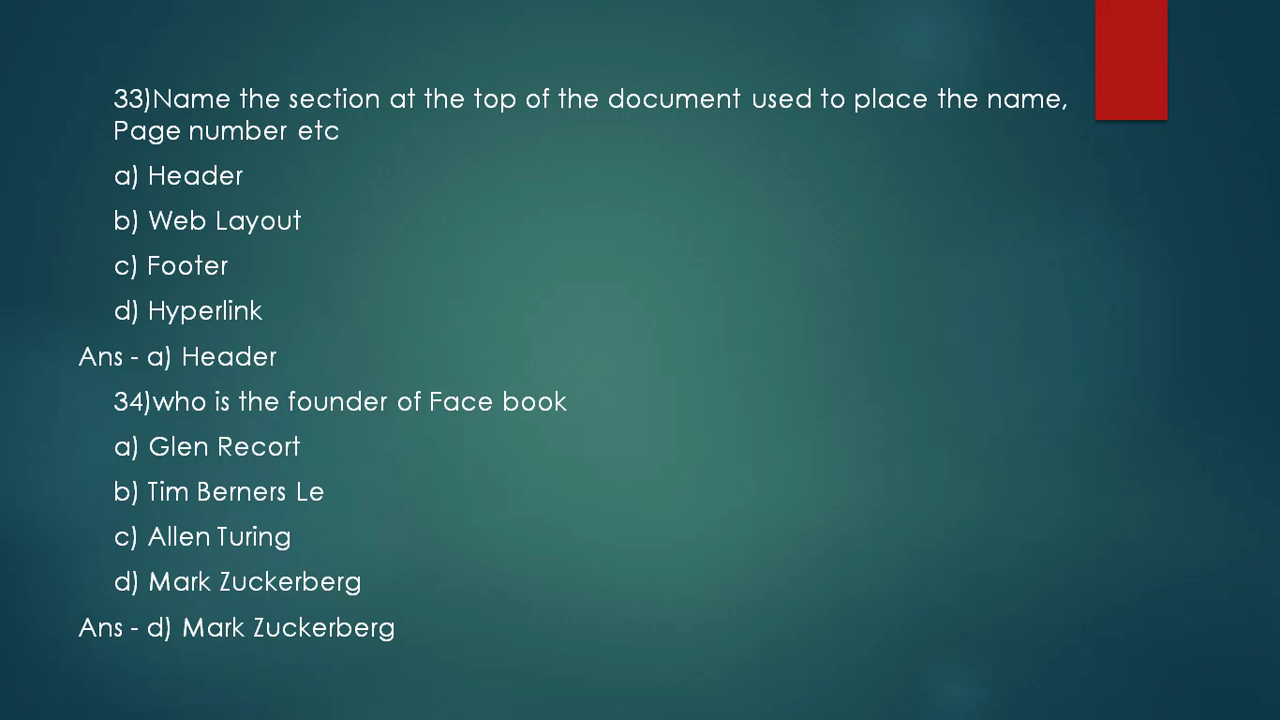 33)Name the section at the top of the document used to place the name,
Page number etc
a) Header
b) Web Layout
c) Footer
d) Hyperlink
Ans - a) Header
34)who is the founder of Face book
a) Glen Recort
b) Tim Berners Le
c) Allen Turing
d) Mark Zuckerberg
Ans - d) Mark Zuckerberg